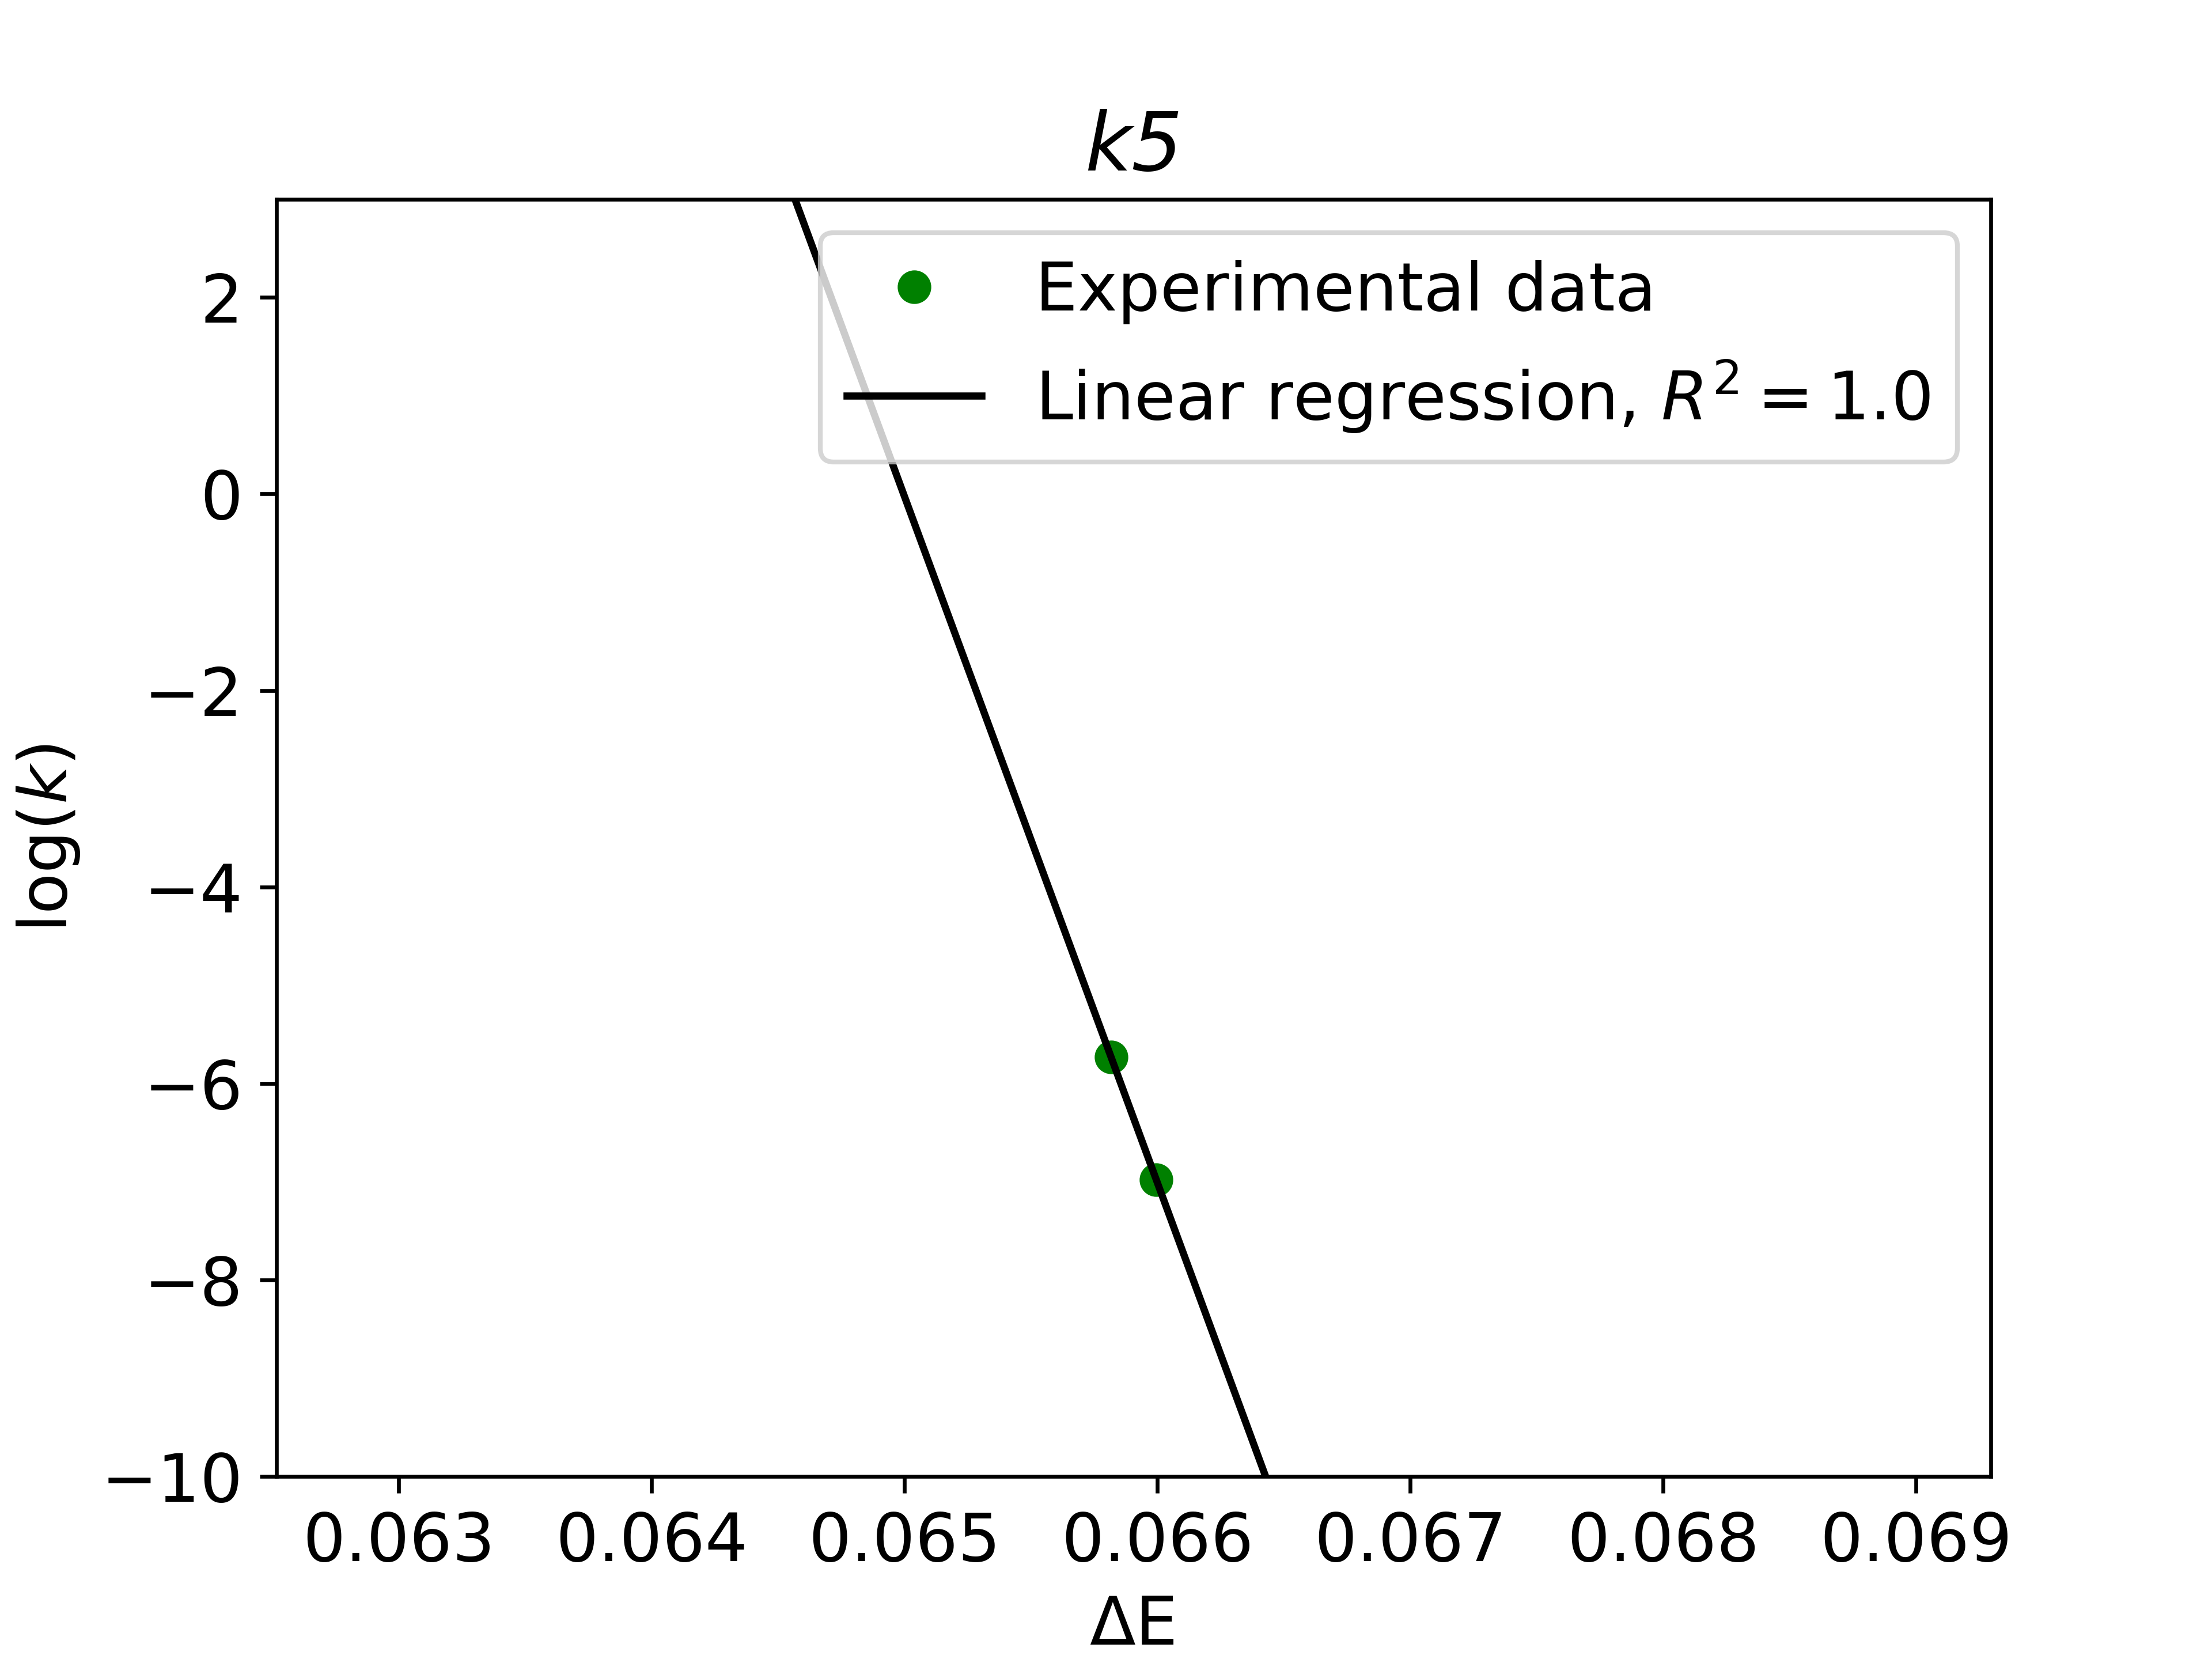 k5
Experimental data
Linear regression, R² = 1.0
2
0
−2
−4
−6
−8
−10
log(k)
0.063 0.064 0.065 0.066 0.067 0.068 0.069
ΔE